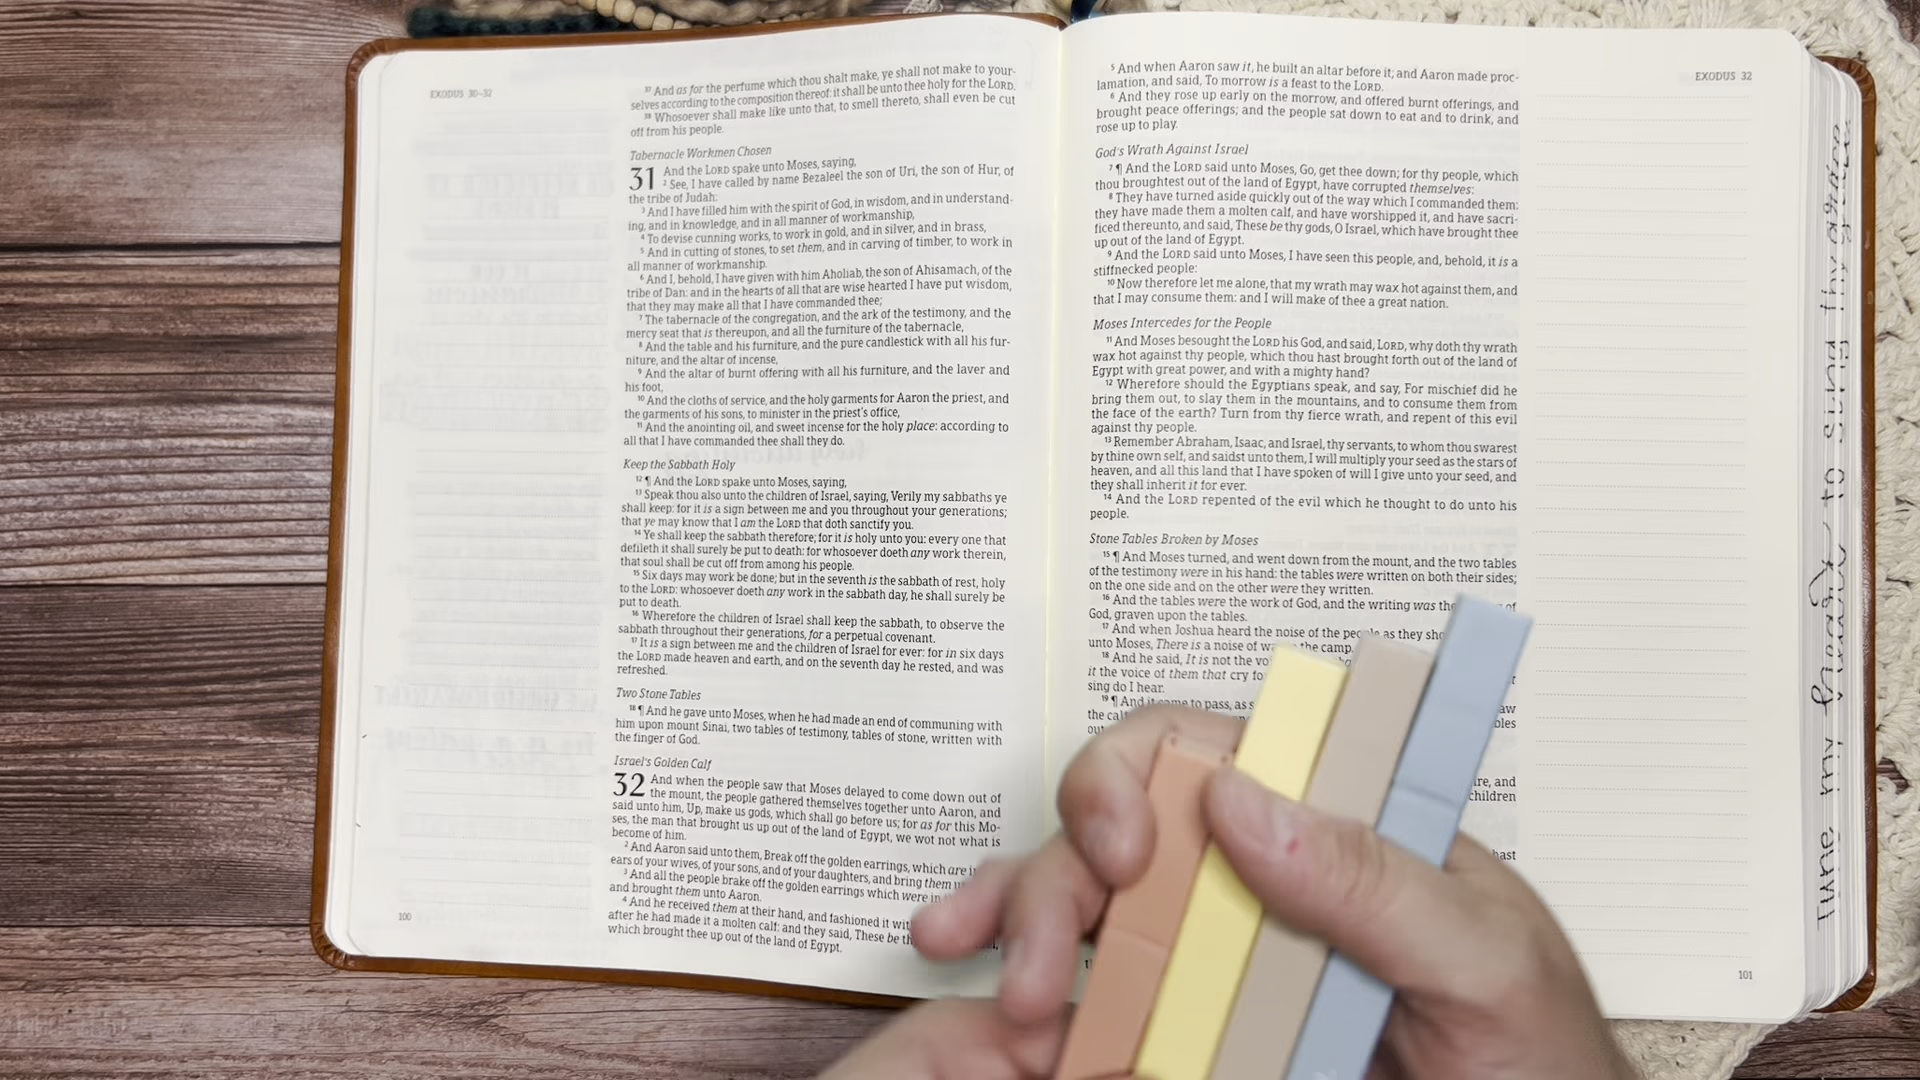 EXODUS 30-32
37 And as for the perfume which thou shalt make, ye shall not make to your-
selves according to the composition thereof: it shall be unto thee holy for the LORD.
38 Whosoever shall make like unto that, to smell thereto, shall even be cut
off from his people.
Tabernacle Workmen Chosen
31 And the LORD spake unto Moses, saying,
2 See, I have called by name Bezaleel the son of Uri, the son of Hur, of
the tribe of Judah:
3 And I have filled him with the spirit of God, in wisdom, and in understand-
ing, and in knowledge, and in all manner of workmanship,
4 To devise cunning works, to work in gold, and in silver, and in brass,
5 And in cutting of stones, to set them, and in carving of timber, to work in
all manner of workmanship.
6 And I, behold, I have given with him Aholiab, the son of Ahisamach, of the
tribe of Dan: and in the hearts of all that are wise hearted I have put wisdom,
that they may make all that I have commanded thee;
7 The tabernacle of the congregation, and the ark of the testimony, and the
mercy seat that is thereupon, and all the furniture of the tabernacle,
8 And the table and his furniture, and the pure candlestick with all his fur-
niture, and the altar of incense,
9 And the altar of burnt offering with all his furniture, and the laver and
his foot,
10 And the cloths of service, and the holy garments for Aaron the priest, and
the garments of his sons, to minister in the priest's office,
11 And the anointing oil, and sweet incense for the holy place: according to
all that I have commanded thee shall they do.
Keep the Sabbath Holy
12 ¶ And the LORD spake unto Moses, saying,
13 Speak thou also unto the children of Israel, saying, Verily my sabbaths ye
shall keep: for it is a sign between me and you throughout your generations;
that ye may know that I am the LORD that doth sanctify you.
14 Ye shall keep the sabbath therefore; for it is holy unto you: every one that
defileth it shall surely be put to death: for whosoever doeth any work therein,
that soul shall be cut off from among his people.
15 Six days may work be done; but in the seventh is the sabbath of rest, holy
to the LORD: whosoever doeth any work in the sabbath day, he shall surely be
put to death.
16 Wherefore the children of Israel shall keep the sabbath, to observe the
sabbath throughout their generations, for a perpetual covenant.
17 It is a sign between me and the children of Israel for ever: for in six days
the LORD made heaven and earth, and on the seventh day he rested, and was
refreshed.
Two Stone Tables
18 ¶ And he gave unto Moses, when he had made an end of communing with
him upon mount Sinai, two tables of testimony, tables of stone, written with
the finger of God.
Israel's Golden Calf
32 And when the people saw that Moses delayed to come down out of
the mount, the people gathered themselves together unto Aaron, and
said unto him, Up, make us gods, which shall go before us; for as for this Mo-
ses, the man that brought us up out of the land of Egypt, we wot not what is
become of him.
2 And Aaron said unto them, Break off the golden earrings, which are i
ears of your wives, of your sons, and of your daughters, and bring them
3 And all the people brake off the golden earrings which were in
and brought them unto Aaron.
4 And he received them at their hand, and fashioned it wit
after he had made it a molten calf: and they said, These be th
which brought thee up out of the land of Egypt.
100
EXODUS 32
5 And when Aaron saw it, he built an altar before it; and Aaron made proc-
lamation, and said, To morrow is a feast to the LORD.
6 And they rose up early on the morrow, and offered burnt offerings, and
brought peace offerings; and the people sat down to eat and to drink, and
rose up to play.
God's Wrath Against Israel
7 ¶ And the LORD said unto Moses, Go, get thee down; for thy people, which
thou broughtest out of the land of Egypt, have corrupted themselves:
8 They have turned aside quickly out of the way which I commanded them:
they have made them a molten calf, and have worshipped it, and have sacri-
ficed thereunto, and said, These be thy gods, O Israel, which have brought thee
up out of the land of Egypt.
9 And the LORD said unto Moses, I have seen this people, and, behold, it is a
stiffnecked people:
10 Now therefore let me alone, that my wrath may wax hot against them, and
that I may consume them: and I will make of thee a great nation.
Moses Intercedes for the People
11 And Moses besought the LORD his God, and said, LORD, why doth thy wrath
wax hot against thy people, which thou hast brought forth out of the land of
Egypt with great power, and with a mighty hand?
12 Wherefore should the Egyptians speak, and say, For mischief did he
bring them out, to slay them in the mountains, and to consume them from
the face of the earth? Turn from thy fierce wrath, and repent of this evil
against thy people.
13 Remember Abraham, Isaac, and Israel, thy servants, to whom thou swarest
by thine own self, and saidst unto them, I will multiply your seed as the stars of
heaven, and all this land that I have spoken of will I give unto your seed, and
they shall inherit it for ever.
14 And the LORD repented of the evil which he thought to do unto his
people.
Stone Tables Broken by Moses
15 ¶ And Moses turned, and went down from the mount, and the two tables
of the testimony were in his hand: the tables were written on both their sides;
on the one side and on the other were they written.
16 And the tables were the work of God, and the writing was the of
God, graven upon the tables.
17 And when Joshua heard the noise of the people as they sho
unto Moses, There is a noise of the camp.
18 And he said, It is not the vo
it the voice of them that cry fo
sing do I hear.
19 ¶ And it came to pass, as s aw
the calf bles
out
re, and
children
hast
101
Tune my heart to sing thy